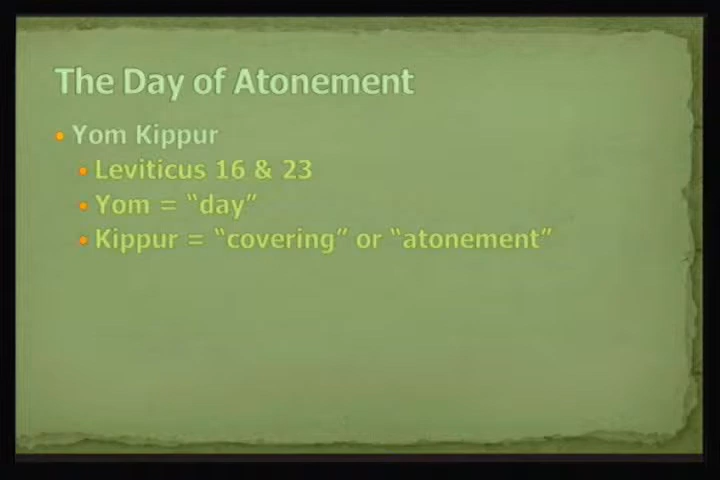 The Day of Atonement
Yom Kippur
Leviticus 16 & 23
Yom = “day”
Kippur = “covering” or “atonement”